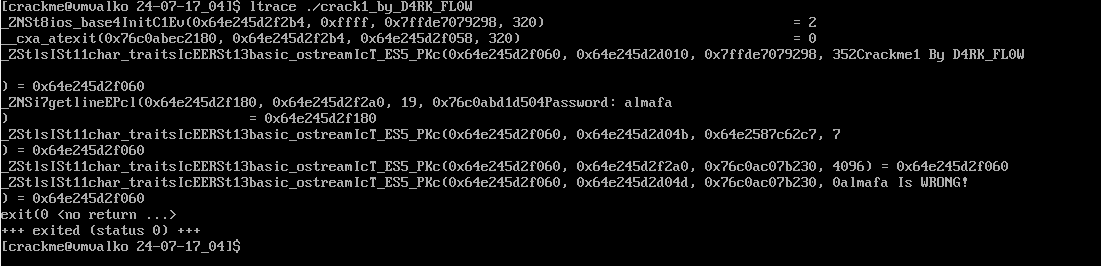 [crackme@vmvalko 24-07-17_04]$ ltrace ./crack1_by_D4RK_FL0W
_ZNSt8ios_base4InitC1Ev(0x64e245d2f2b4, 0xffff, 0x7ffde7079298, 320) = 2
__cxa_atexit(0x76c0abec2180, 0x64e245d2f2b4, 0x64e245d2f058, 320) = 0
_ZStlsISt11char_traitsIcEERSt13basic_ostreamIcT_ES5_PKc(0x64e245d2f060, 0x64e245d2d010, 0x7ffde7079298, 352Crackme1 By D4RK_FL0W
) = 0x64e245d2f060
_ZNSi7getlineEPcl(0x64e245d2f180, 0x64e245d2f2a0, 19, 0x76c0abd1d504Password: almafa
) = 0x64e245d2f180
_ZStlsISt11char_traitsIcEERSt13basic_ostreamIcT_ES5_PKc(0x64e245d2f060, 0x64e245d2d04b, 0x64e2587c62c7, 7
) = 0x64e245d2f060
_ZStlsISt11char_traitsIcEERSt13basic_ostreamIcT_ES5_PKc(0x64e245d2f060, 0x64e245d2f2a0, 0x76c0ac07b230, 4096) = 0x64e245d2f060
_ZStlsISt11char_traitsIcEERSt13basic_ostreamIcT_ES5_PKc(0x64e245d2f060, 0x64e245d2d04d, 0x76c0ac07b230, 0almafa Is WRONG!
) = 0x64e245d2f060
exit(0 <no return ...>
+++ exited (status 0) +++
[crackme@vmvalko 24-07-17_04]$